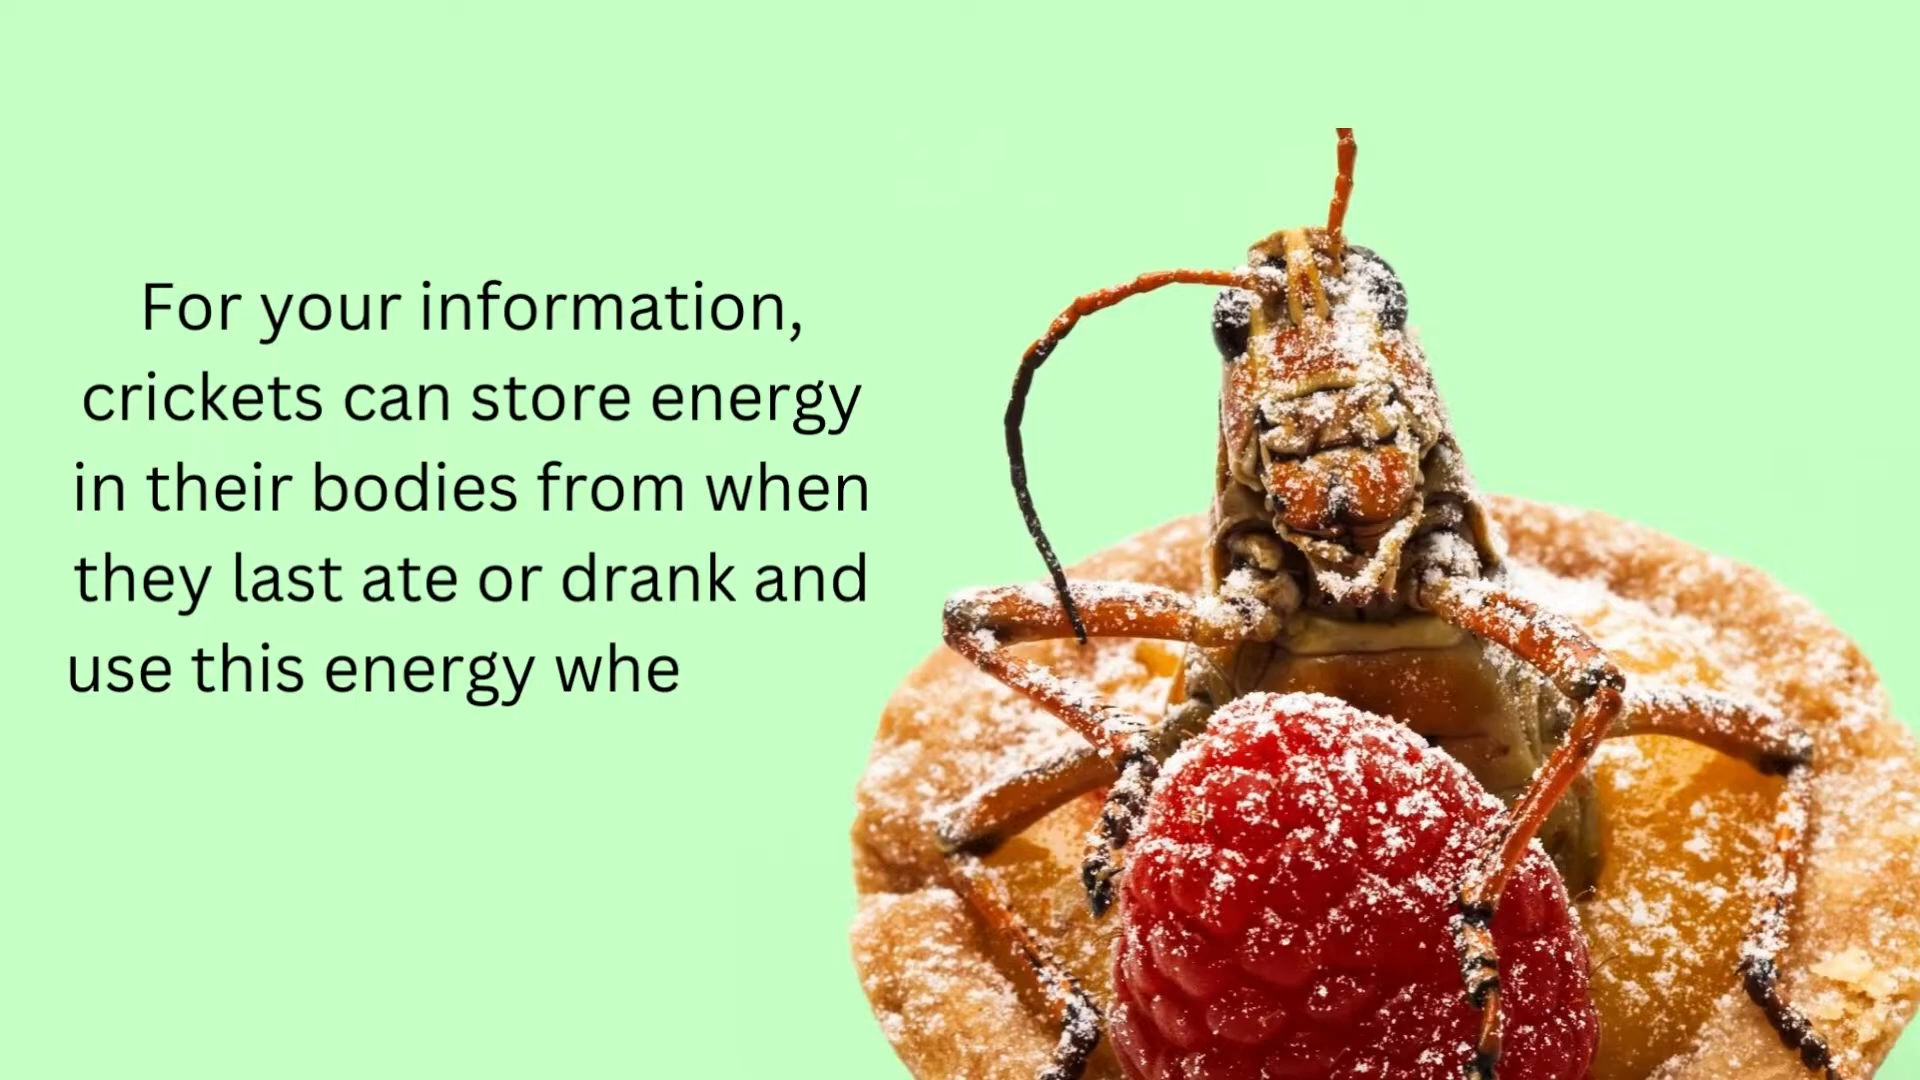 For your information,
crickets can store energy
in their bodies from when
they last ate or drank and
use this energy whe